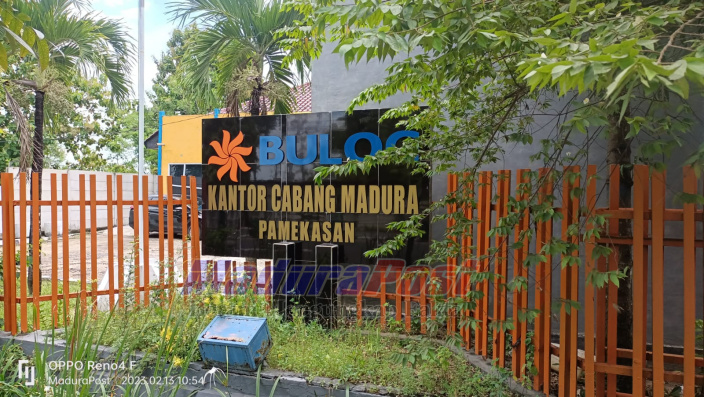 BULOG
KANTOR CABANG MADURA
PAMEKASAN
MaduraPost
OPPO Reno4 F
MaduraPost 2023.02.13 10:54